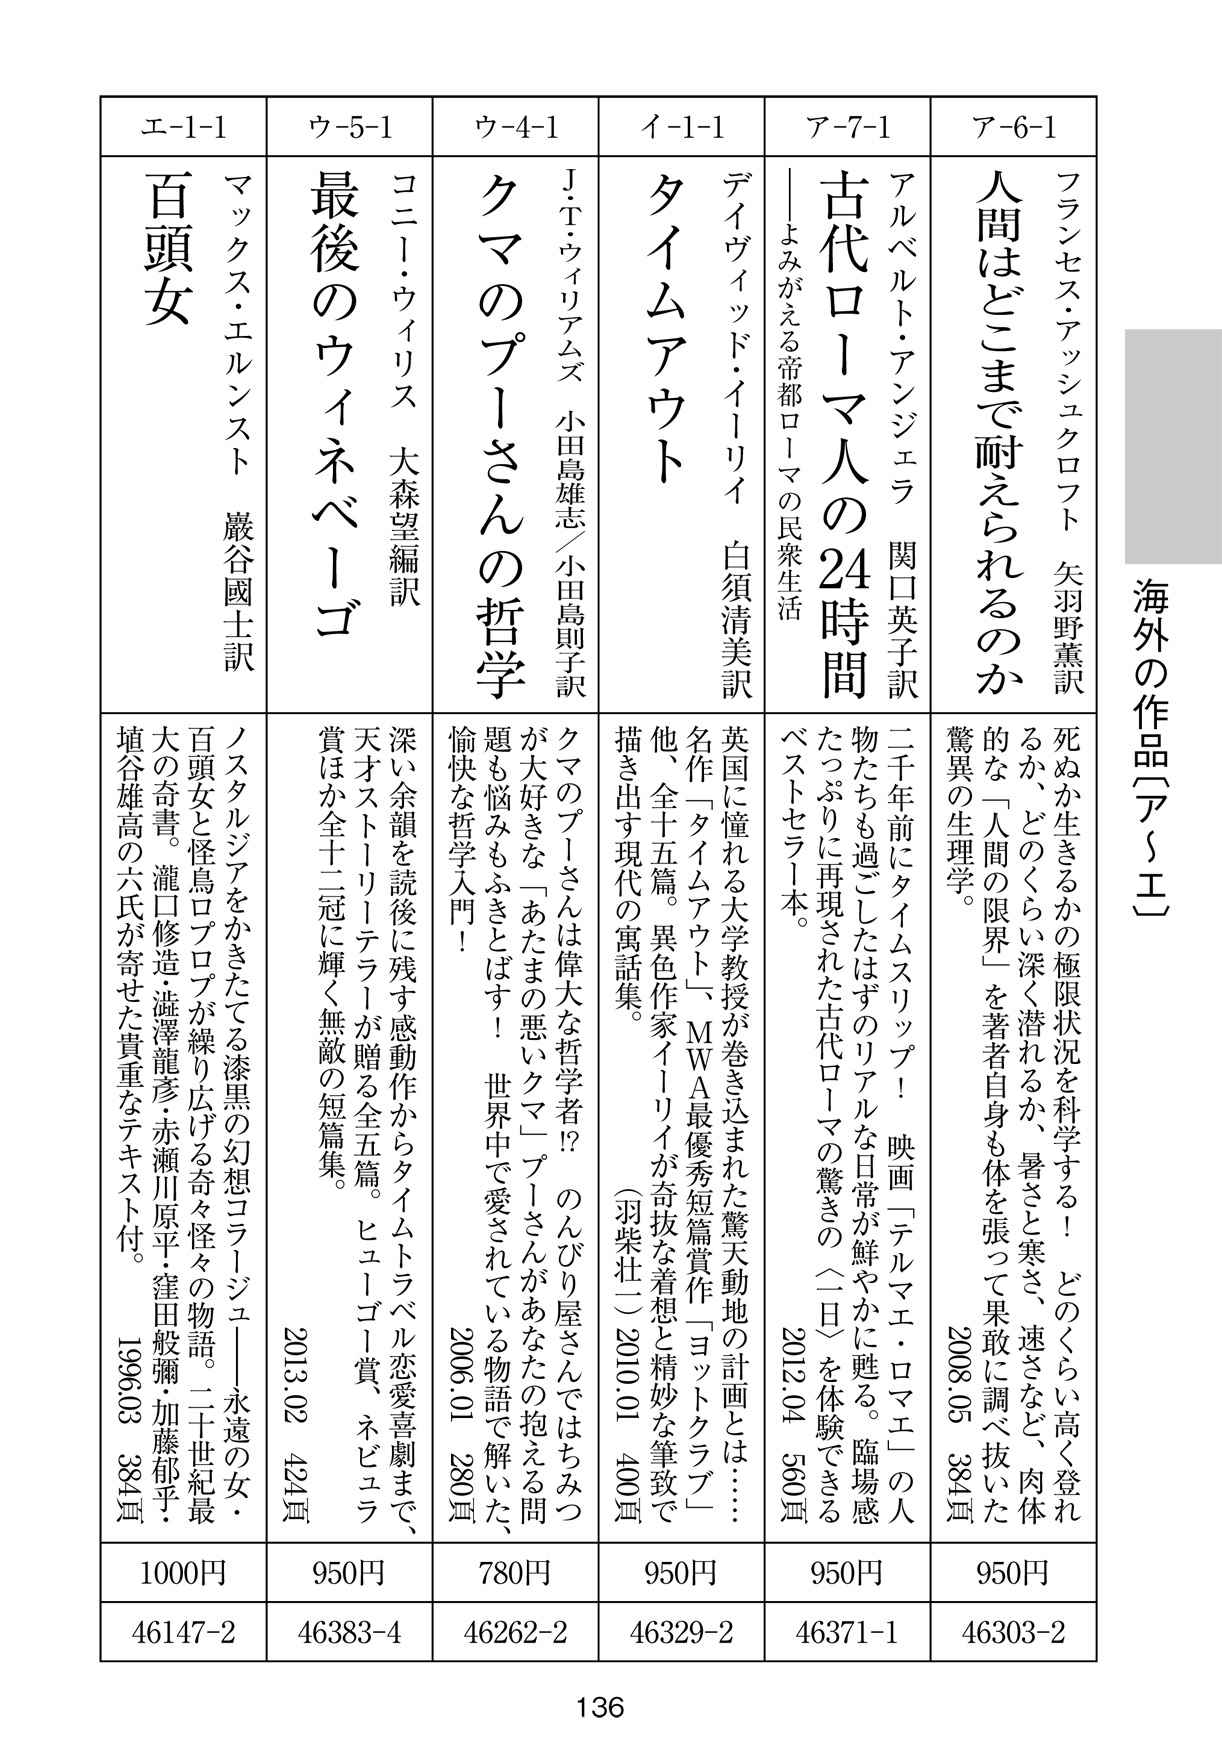 海外の作品〔ア〜エ〕
ア-6-1
フランセス・アッシュクロフト　矢羽野薫訳
人間はどこまで耐えられるのか
死ぬか生きるかの極限状況を科学する！　どのくらい高く登れ
るか、どのくらい深く潜れるか、暑さと寒さ、速さなど、肉体
的な「人間の限界」を著者自身も体を張って果敢に調べ抜いた
驚異の生理学。
2008.05　384頁
950円
46303-2
ア-7-1
アルベルト・アンジェラ　関口英子訳
古代ローマ人の24時間
――よみがえる帝都ローマの民衆生活
二千年前にタイムスリップ！　映画「テルマエ・ロマエ」の人
物たちも過ごしたはずのリアルな日常が鮮やかに甦る。臨場感
たっぷりに再現された古代ローマの驚きの〈一日〉を体験できる
ベストセラー本。
2012.04　560頁
950円
46371-1
イ-1-1
デイヴィッド・イーリイ　白須清美訳
タイムアウト
英国に憧れる大学教授が巻き込まれた驚天動地の計画とは……
名作「タイムアウト」、MWA最優秀短篇賞作「ヨットクラブ」
他、全十五篇。異色作家イーリイが奇抜な着想と精妙な筆致で
描き出す現代の寓話集。
（羽柴壮一）2010.01　400頁
950円
46329-2
ウ-4-1
J・T・ウィリアムズ　小田島雄志／小田島則子訳
クマのプーさんの哲学
クマのプーさんは偉大な哲学者!?　のんびり屋さんではちみつ
が大好きな「あたまの悪いクマ」プーさんがあなたの抱える問
題も悩みもふきとばす！　世界中で愛されている物語で解いた、
愉快な哲学入門！
2006.01　280頁
780円
46262-2
ウ-5-1
コニー・ウィリス　大森望編訳
最後のウィネベーゴ
深い余韻を読後に残す感動作からタイムトラベル恋愛喜劇まで、
天才ストーリーテラーが贈る全五篇。ヒューゴー賞、ネビュラ
賞ほか全十二冠に輝く無敵の短篇集。
2013.02　424頁
950円
46383-4
エ-1-1
マックス・エルンスト　巖谷國士訳
百頭女
ノスタルジアをかきたてる漆黒の幻想コラージュ――永遠の女・
百頭女と怪鳥ロプロプが繰り広げる奇々怪々の物語。二十世紀最
大の奇書。瀧口修造・澁澤龍彥・赤瀬川原平・窪田般彌・加藤郁乎・
埴谷雄高の六氏が寄せた貴重なテキスト付。
1996.03　384頁
1000円
46147-2
136